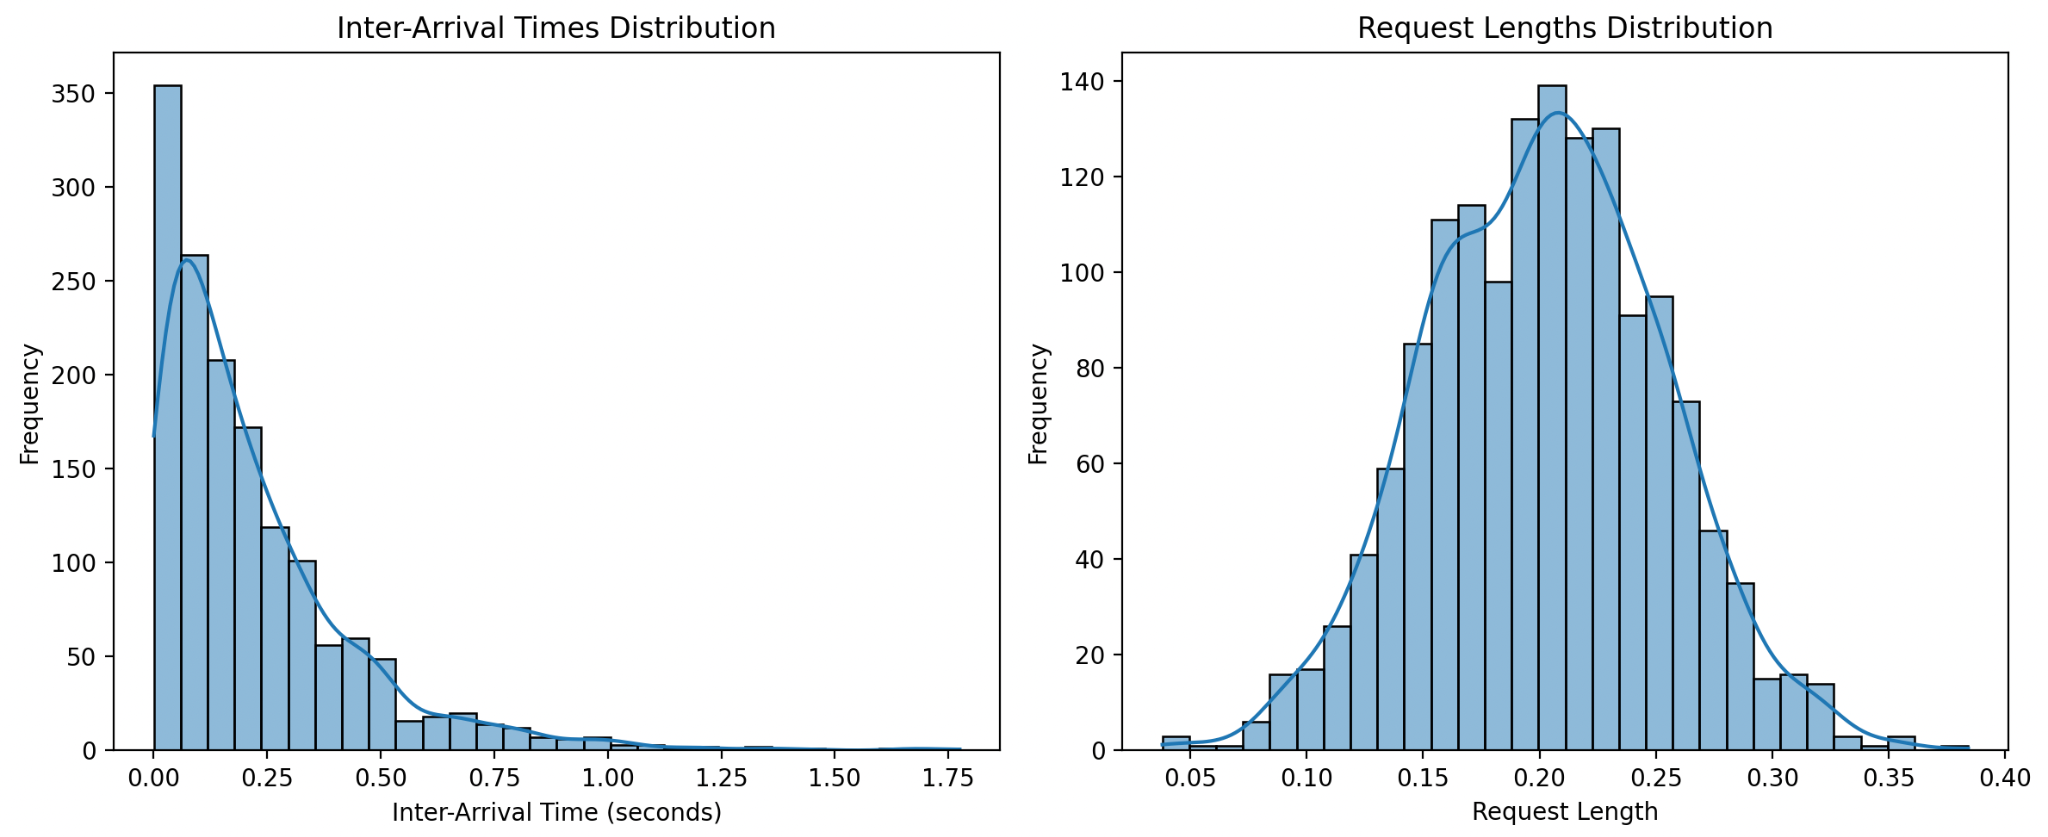 Inter-Arrival Times Distribution
Frequency
350
300
250
200
150
100
50
0
0.00 0.25 0.50 0.75 1.00 1.25 1.50 1.75
Inter-Arrival Time (seconds)
Request Lengths Distribution
Frequency
140
120
100
80
60
40
20
0
0.05 0.10 0.15 0.20 0.25 0.30 0.35 0.40
Request Length